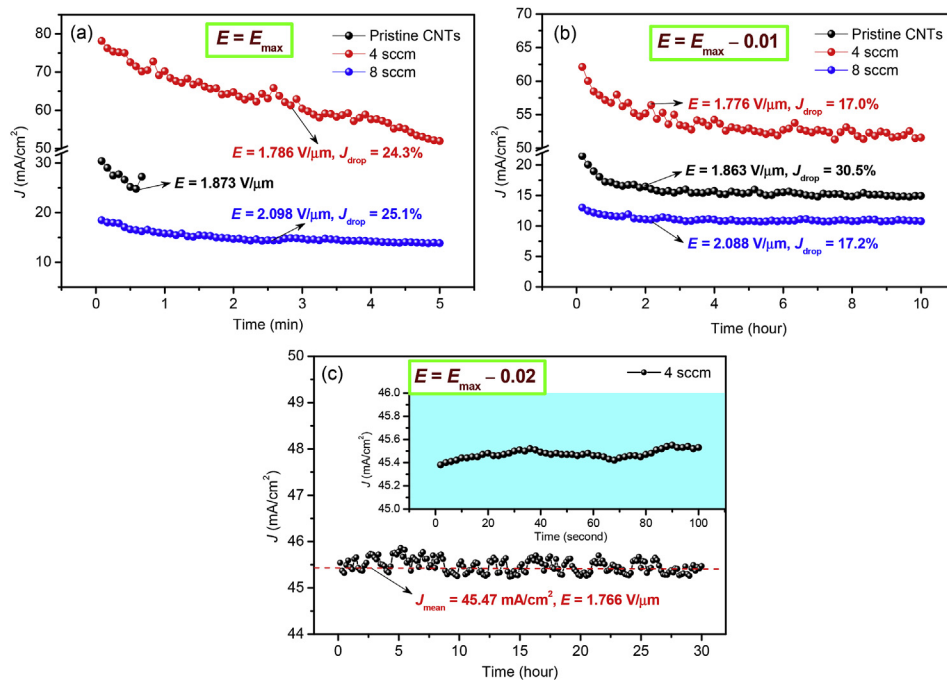 (a)
E = Emax
Pristine CNTs
4 sccm
8 sccm
80
70
60
50
30
20
10
J (mA/cm²)
E = 1.786 V/μm, Jdrop = 24.3%
E = 1.873 V/μm
E = 2.098 V/μm, Jdrop = 25.1%
0 1 2 3 4 5
Time (min)
(b)
E = Emax – 0.01
Pristine CNTs
4 sccm
8 sccm
70
65
60
55
50
20
15
10
5
0
J (mA/cm²)
E = 1.776 V/μm, Jdrop = 17.0%
E = 1.863 V/μm, Jdrop = 30.5%
E = 2.088 V/μm, Jdrop = 17.2%
0 2 4 6 8 10
Time (hour)
(c)
E = Emax – 0.02
4 sccm
50
49
48
47
46
45
44
J (mA/cm²)
46.0
45.8
45.6
45.4
45.2
45.0
J (mA/cm²)
0 20 40 60 80 100
Time (second)
Jmean = 45.47 mA/cm², E = 1.766 V/μm
0 5 10 15 20 25 30
Time (hour)